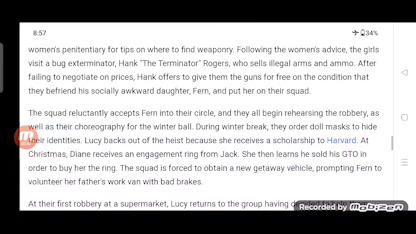 8:57
34%
women's penitentiary for tips on where to find weaponry. Following the women's advice, the girls
visit a bug exterminator, Hank "The Terminator" Rogers, who sells illegal arms and ammo. After
failing to negotiate on prices, Hank offers to give them the guns for free on the condition that
they befriend his socially awkward daughter, Fern, and put her on their squad.
The squad reluctantly accepts Fern into their circle, and they all begin rehearsing the robbery, as
well as their choreography for the winter ball. During winter break, they order doll masks to hide
their identities. Lucy backs out of the heist because she receives a scholarship to Harvard. At
Christmas, Diane receives an engagement ring from Jack. She then learns he sold his GTO in
order to buy her the ring. The squad is forced to obtain a new getaway vehicle, prompting Fern to
volunteer her father's work van with bad brakes.
At their first robbery at a supermarket, Lucy returns to the group having
Recorded by Mobizen